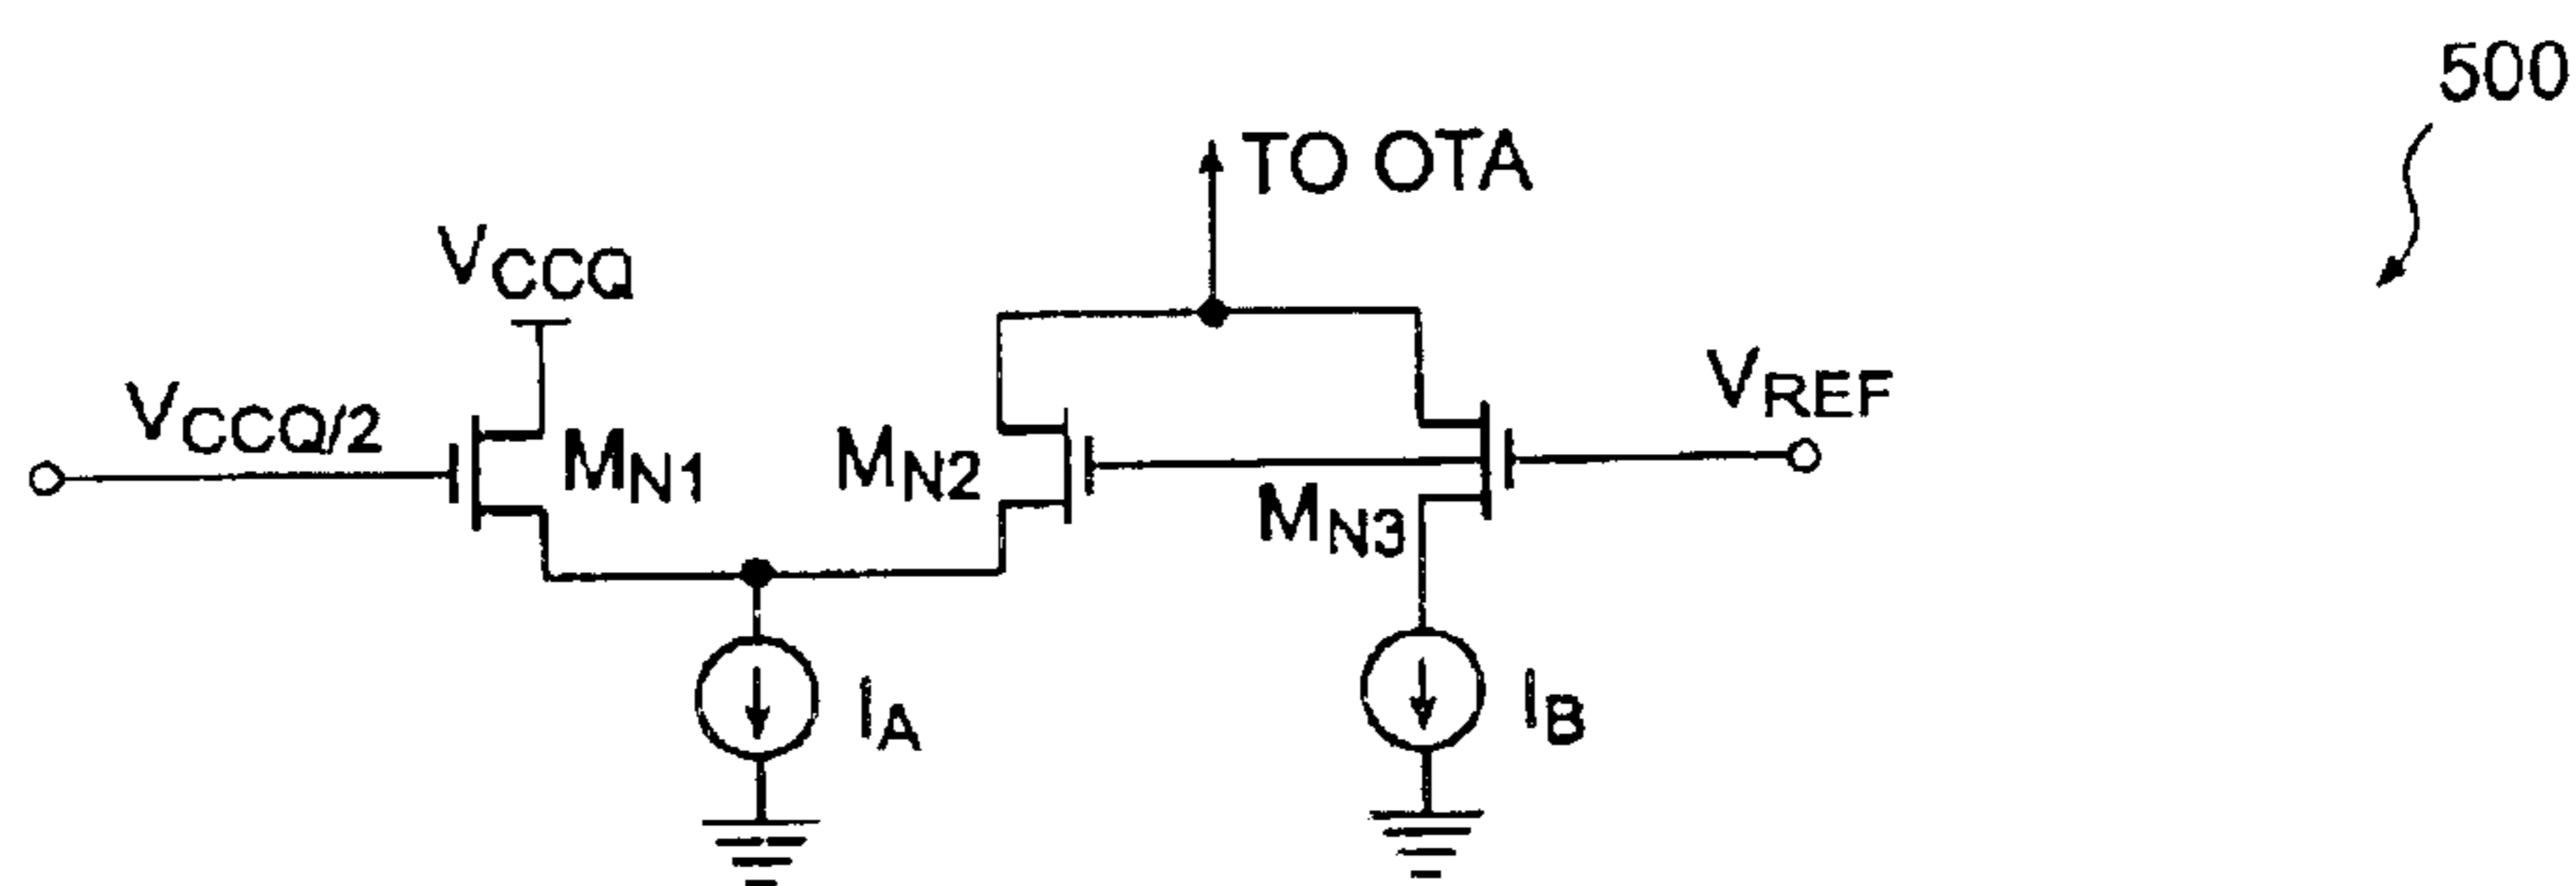 500
TO OTA
VCCQ
VCCQ/2
MN1
MN2
MN3
VREF
IA
IB